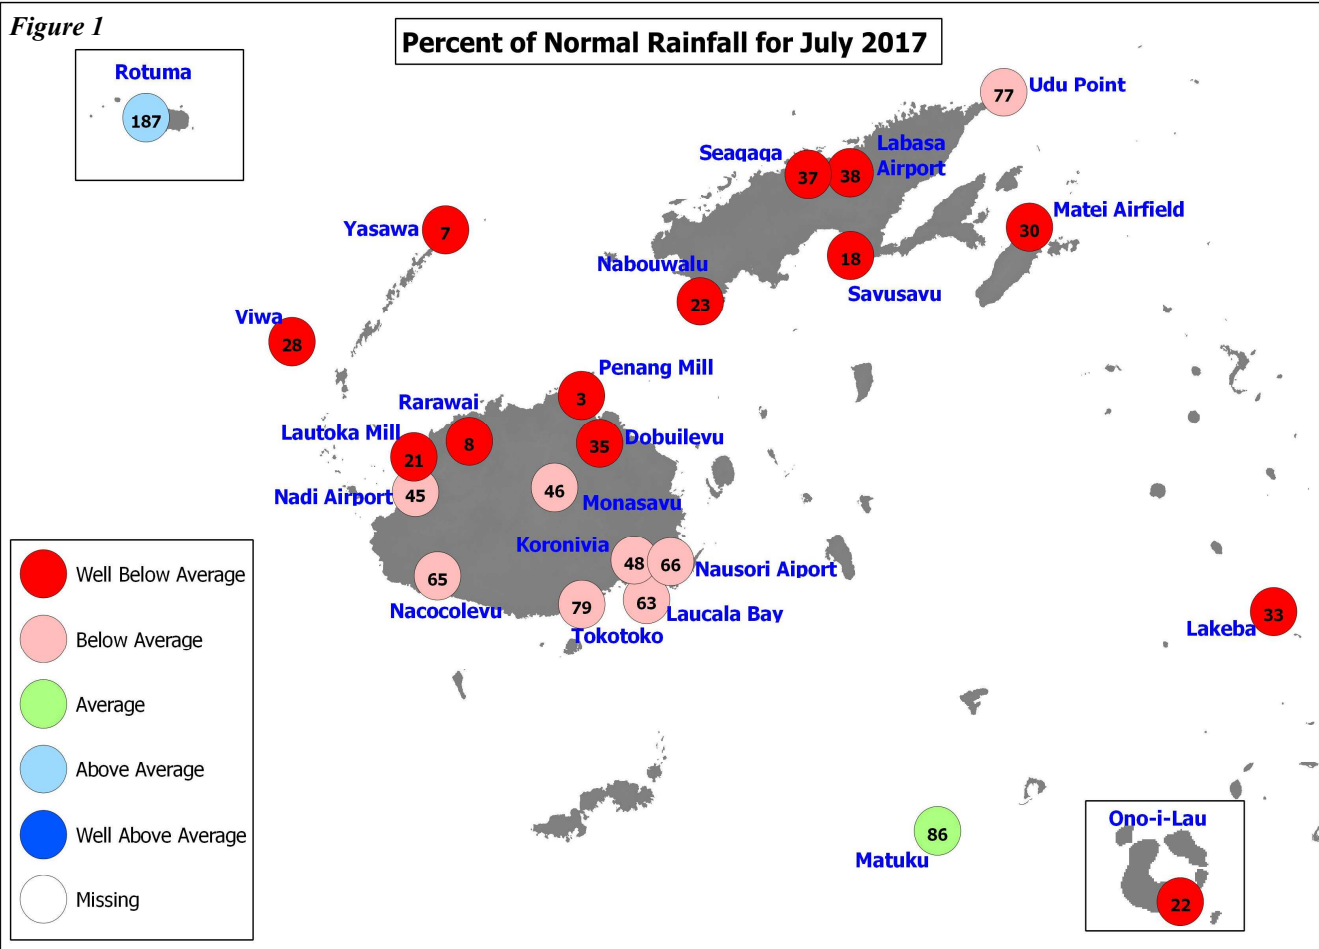 Figure 1
Percent of Normal Rainfall for July 2017
Rotuma
187
Udu Point
77
Labasa
Airport
38
Seaqaqa
37
Matei Airfield
30
Yasawa
7
Savusavu
18
Nabouwalu
23
Viwa
28
Penang Mill
3
Rarawai
8
Lautoka Mill
21
Dobuilevu
35
Nadi Airport
45
Monasavu
46
Koronivia
48
Nausori Aiport
66
Nacocolevu
65
Tokotoko
79
Laucala Bay
63
Lakeba
33
Matuku
86
Ono-i-Lau
22
Well Below Average
Below Average
Average
Above Average
Well Above Average
Missing